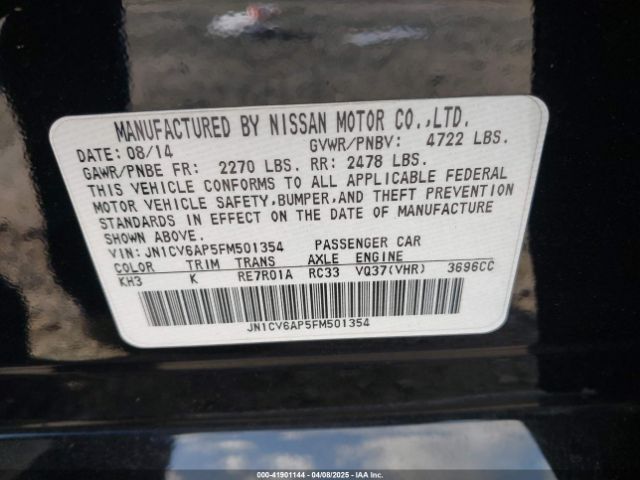 MANUFACTURED BY NISSAN MOTOR CO.,LTD.
DATE: 08/14 GVWR/PNBV: 4722 LBS.
GAWR/PNBE FR: 2270 LBS. RR: 2478 LBS.
THIS VEHICLE CONFORMS TO ALL APPLICABLE FEDERAL
MOTOR VEHICLE SAFETY,BUMPER,AND THEFT PREVENTION
STANDARDS IN EFFECT ON THE DATE OF MANUFACTURE
SHOWN ABOVE.
VIN: JN1CV6AP5FM501354 PASSENGER CAR
COLOR TRIM TRANS AXLE ENGINE
KH3 K RE7R01A RC33 VQ37(VHR) 3696CC
JN1CV6AP5FM501354
000-41901144 - 04/08/2025 - IAA Inc.